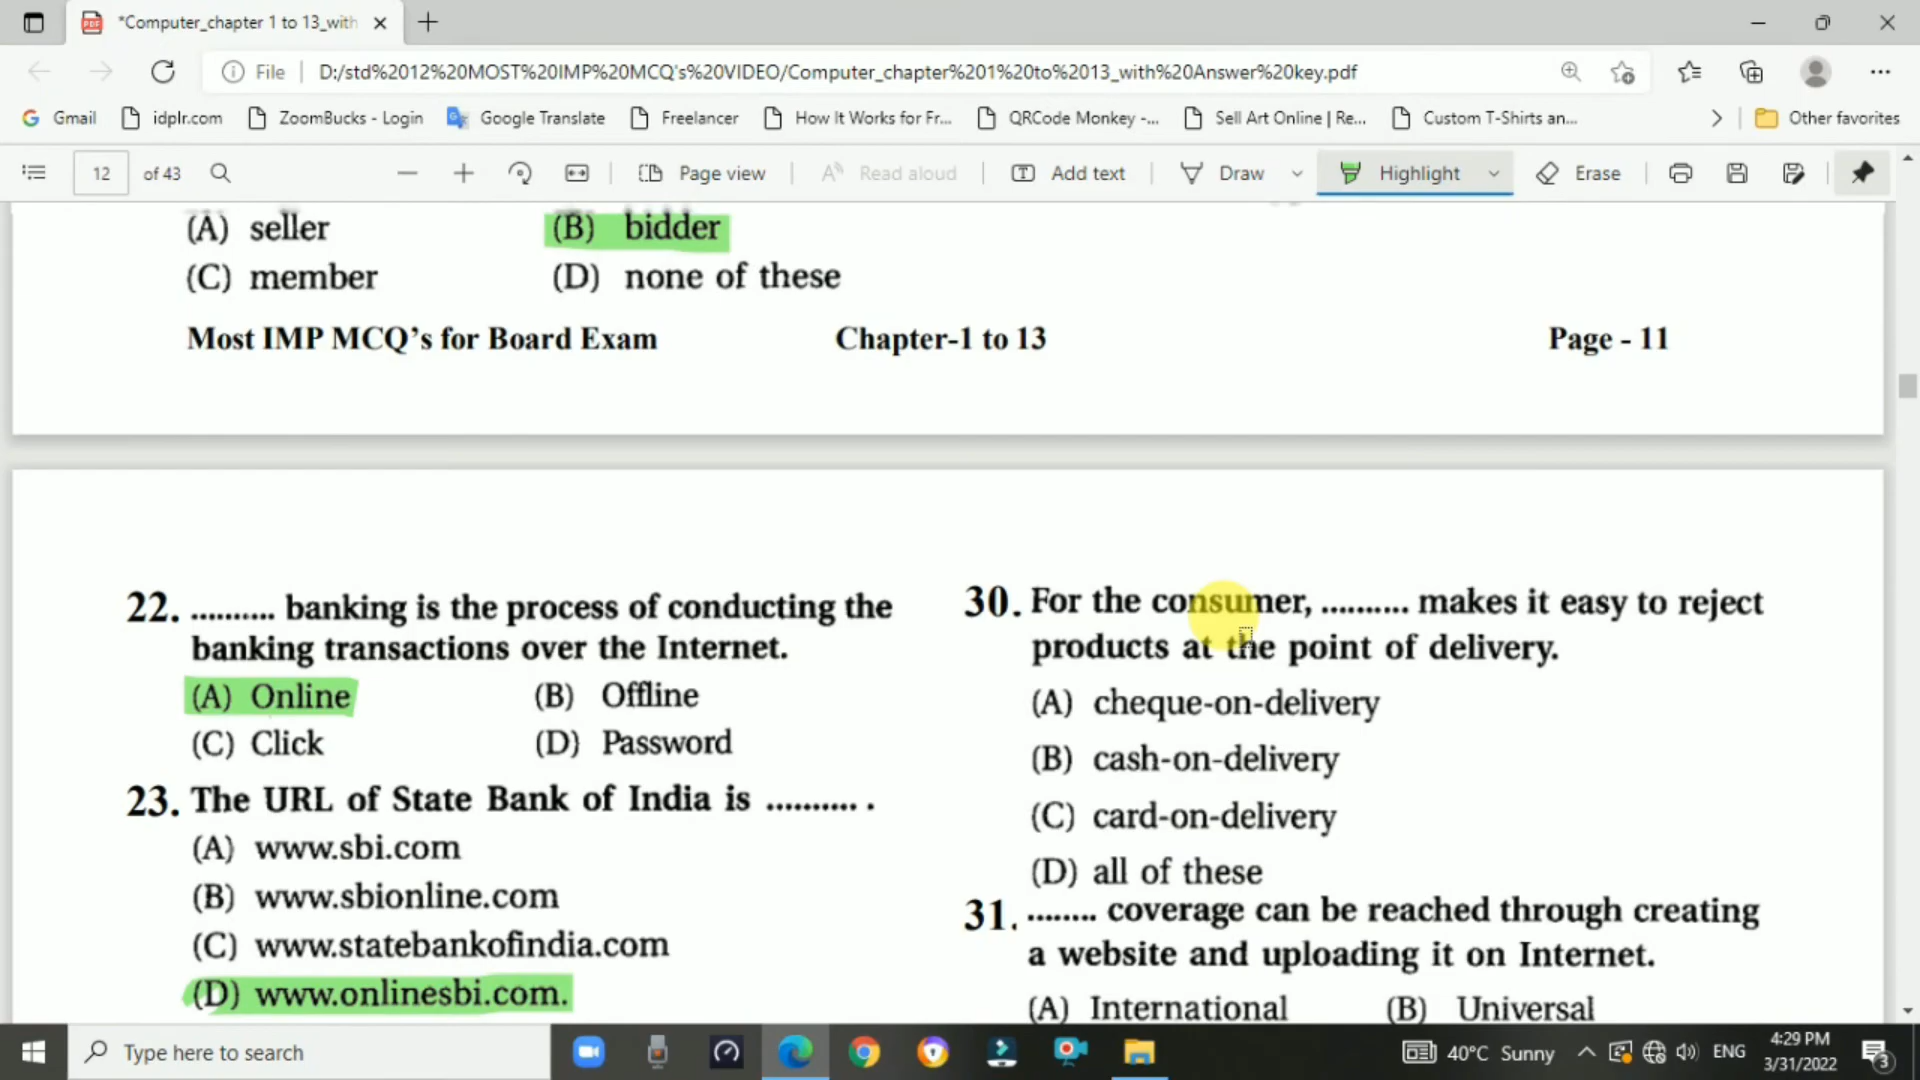 *Computer_chapter 1 to 13_with
File
D:/std%2012%20MOST%20IMP%20MCQ's%20VIDEO/Computer_chapter%201%20to%2013_with%20Answer%20key.pdf
Gmail
idplr.com
ZoomBucks - Login
Google Translate
Freelancer
How It Works for Fr...
QRCode Monkey -...
Sell Art Online | Re...
Custom T-Shirts an...
Other favorites
12 of 43
Page view
Read aloud
Add text
Draw
Highlight
Erase
(A) seller (B) bidder
(C) member (D) none of these
Most IMP MCQ's for Board Exam Chapter-1 to 13 Page - 11
22. .......... banking is the process of conducting the
banking transactions over the Internet.
(A) Online (B) Offline
(C) Click (D) Password
23. The URL of State Bank of India is .......... .
(A) www.sbi.com
(B) www.sbionline.com
(C) www.statebankofindia.com
(D) www.onlinesbi.com.
30. For the consumer, .......... makes it easy to reject
products at the point of delivery.
(A) cheque-on-delivery
(B) cash-on-delivery
(C) card-on-delivery
(D) all of these
31. ........ coverage can be reached through creating
a website and uploading it on Internet.
(A) International (B) Universal
Type here to search
40°C Sunny
ENG
4:29 PM
3/31/2022
3